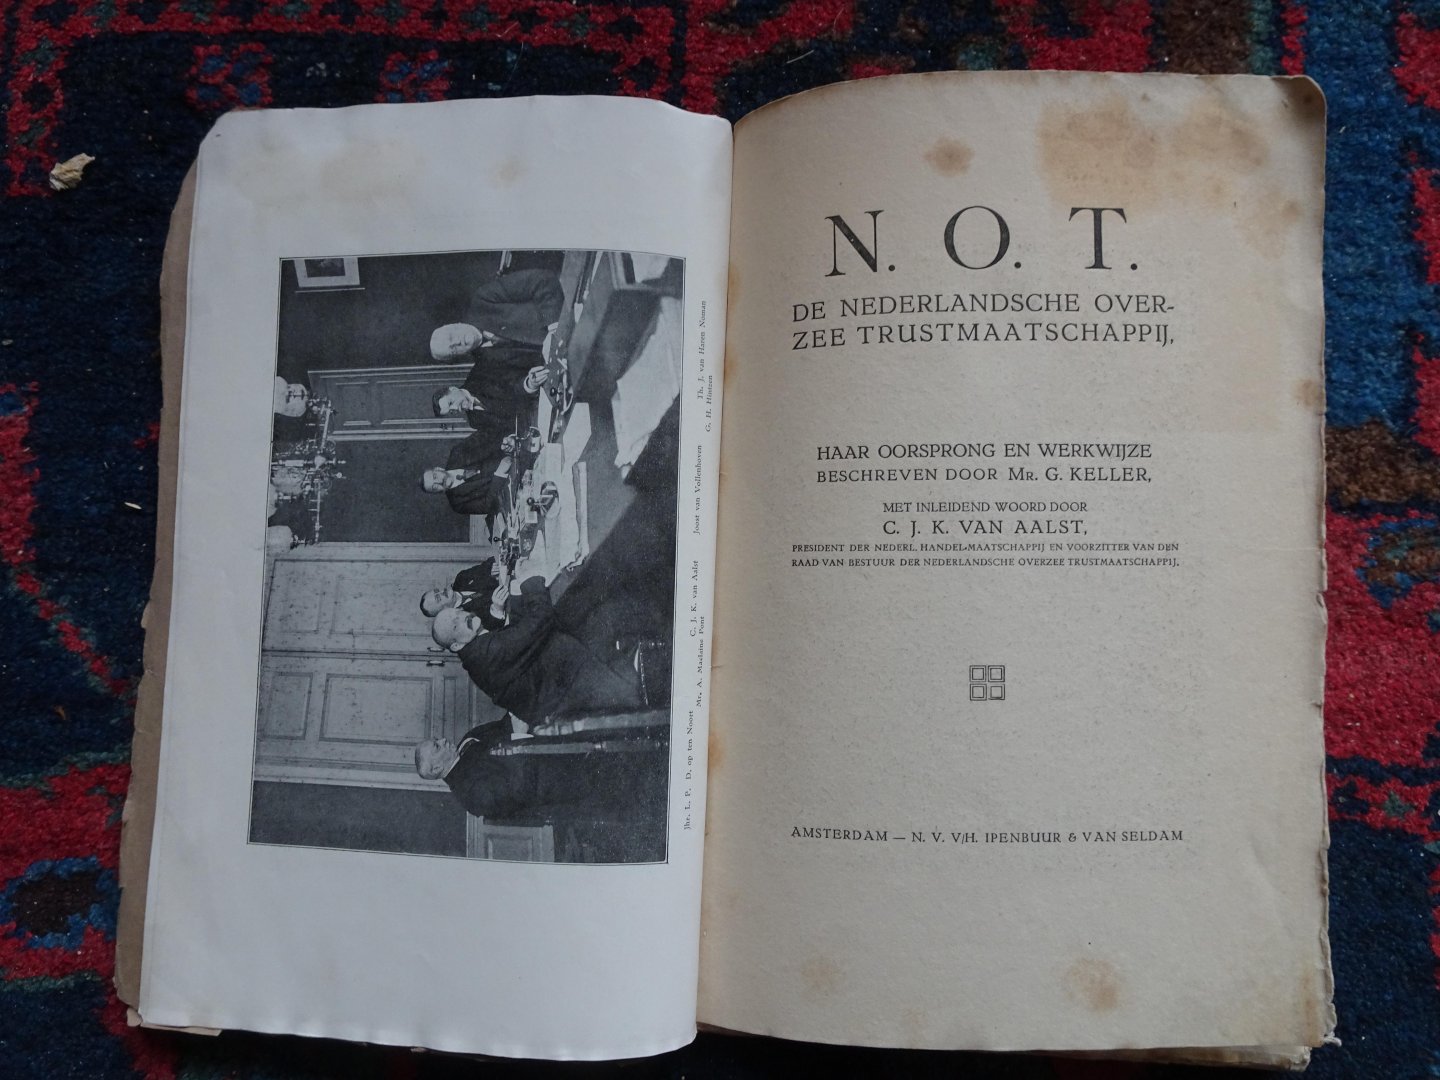 Jhr. L. P. D. op ten Noort C. J. K. van Aalst Joost van Vollenhoven Th. J. van Haren Noman
Mr. A. Maclaine Pont G. H. Hintzen
N. O. T.
DE NEDERLANDSCHE OVER-
ZEE TRUSTMAATSCHAPPIJ,
HAAR OORSPRONG EN WERKWIJZE
BESCHREVEN DOOR MR. G. KELLER,
MET INLEIDEND WOORD DOOR
C. J. K. VAN AALST,
PRESIDENT DER NEDERL. HANDEL-MAATSCHAPPIJ EN VOORZITTER VAN DEN
RAAD VAN BESTUUR DER NEDERLANDSCHE OVERZEE TRUSTMAATSCHAPPIJ.
AMSTERDAM — N. V. V/H. IPENBUUR & VAN SELDAM